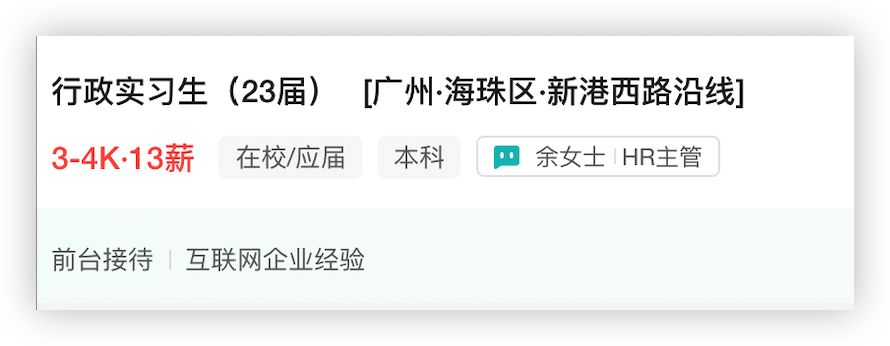 行政实习生（23届） [广州·海珠区·新港西路沿线]
3-4K·13薪 在校/应届 本科 余女士 HR主管
前台接待 互联网企业经验